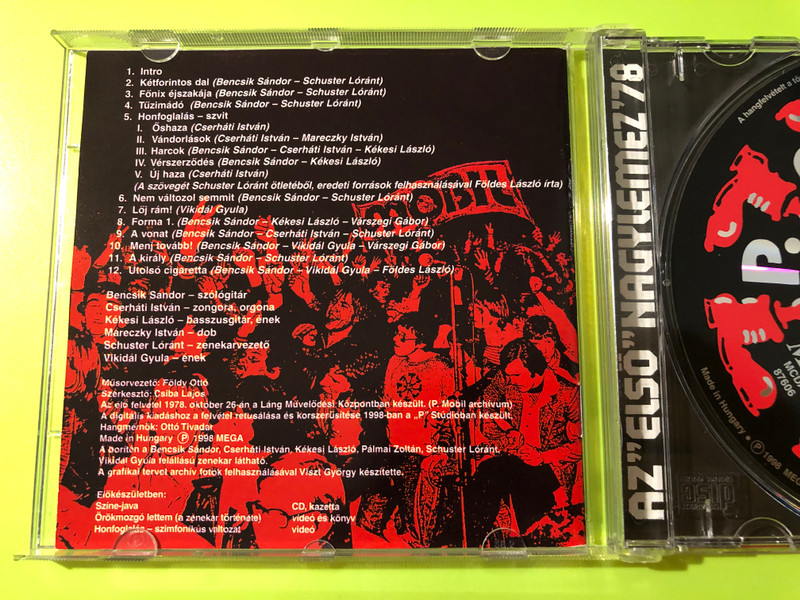 1. Intro
2. Kétforintos dal (Bencsik Sándor – Schuster Lóránt)
3. Főnix éjszakája (Bencsik Sándor – Schuster Lóránt)
4. Tűzimádó (Bencsik Sándor – Schuster Lóránt)
5. Honfoglalás – szvit
I. Őshaza (Cserháti István)
II. Vándorlások (Cserháti István – Mareczky István)
III. Harcok (Bencsik Sándor – Cserháti István – Kékesi László)
IV. Vérszerződés (Bencsik Sándor – Kékesi László)
V. Új haza (Cserháti István)
(A szövegét Schuster Lóránt ötletéből, eredeti források felhasználásával Földes László írta)
6. Nem változol semmit (Bencsik Sándor – Schuster Lóránt)
7. Lőj rám! (Vikidál Gyula)
8. Forma 1. (Bencsik Sándor – Kékesi László – Várszegi Gábor)
9. A vonat (Bencsik Sándor – Cserháti István – Schuster Lóránt)
10. Menj tovább! (Bencsik Sándor – Vikidál Gyula – Várszegi Gábor)
11. A király (Bencsik Sándor – Schuster Lóránt)
12. Utolsó cigaretta (Bencsik Sándor – Vikidál Gyula – Földes László)
Bencsik Sándor – szólógitár
Cserháti István – zongora, orgona
Kékesi László – basszusgitár, ének
Mareczky István – dob
Schuster Lóránt – zenekarvezető
Vikidál Gyula – ének
Műsorvezető: Földy Ottó
Szerkesztő: Csiba Lajos
Az élő felvétel 1978. október 26-án a Láng Művelődési Központban készült. (P. Mobil archívum)
A digitális kiadáshoz a felvétel retusálása és korszerűsítése 1998-ban a „P" Stúdióban készült.
Hangmérnök: Ottó Tivadar
Made in Hungary Ⓟ 1998 MEGA
A borítón a Bencsik Sándor, Cserháti István, Kékesi László, Pálmai Zoltán, Schuster Lóránt,
Vikidál Gyula felállású zenekar látható.
A grafikai tervet archív fotók felhasználásával Viszt György készítette.
Előkészületben:
Színe-java CD, kazetta
Örökmozgó lettem (a zenekar története) videó és könyv
Honfoglalás – szimfonikus változat videó
MOBIL
AZ "ELSŐ" NAGYLEMEZ '78
A hangfelvételt a
P.
MC
87606
Made in Hungary • Ⓟ 1998 MEG